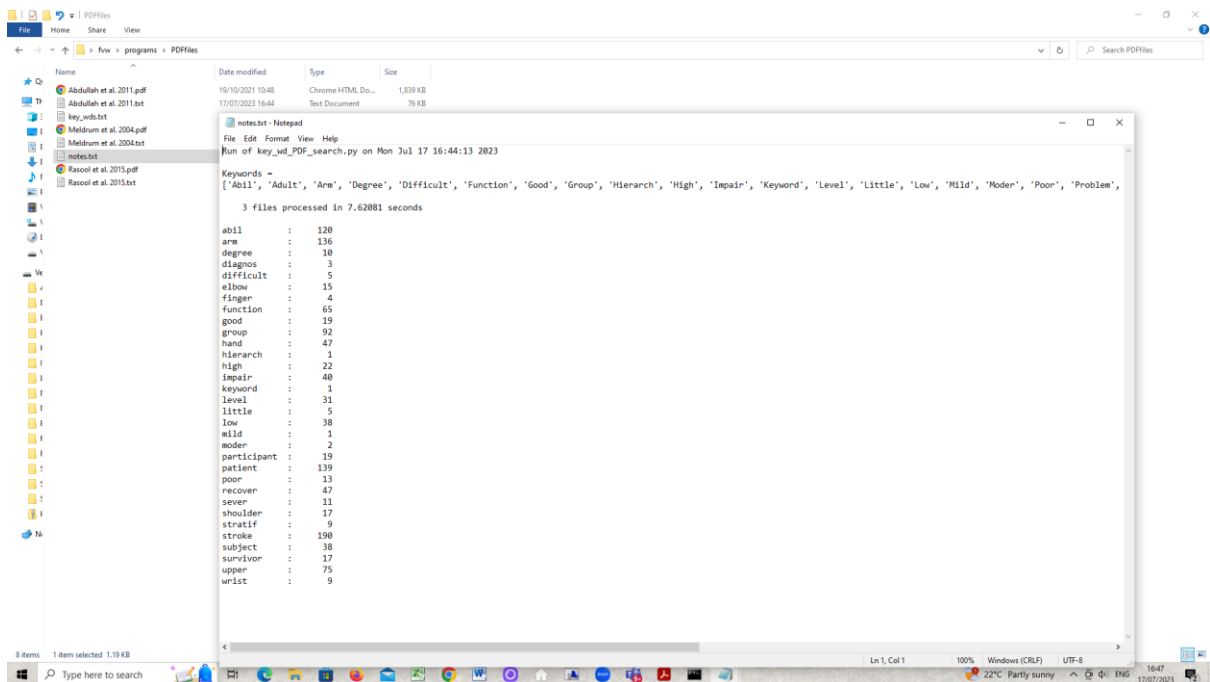 PDFfiles
File Home Share View
fvw > programs > PDFfiles
Search PDFfiles
Name Date modified Type Size
Abdullah et al. 2011.pdf 19/10/2021 10:48 Chrome HTML Do... 1,839 KB
Abdullah et al. 2011.txt 17/07/2023 16:44 Text Document 76 KB
key_wds.txt
Meldrum et al. 2004.pdf
Meldrum et al. 2004.txt
notes.txt
Rasool et al. 2015.pdf
Rasool et al. 2015.txt
notes.txt - Notepad
File Edit Format View Help
Run of key_wd_PDF_search.py on Mon Jul 17 16:44:13 2023
Keywords =
['Abil', 'Adult', 'Arm', 'Degree', 'Difficult', 'Function', 'Good', 'Group', 'Hierarch', 'High', 'Impair', 'Keyword', 'Level', 'Little', 'Low', 'Mild', 'Moder', 'Poor', 'Problem',
3 files processed in 7.62081 seconds
abil : 120
arm : 136
degree : 10
diagnos : 3
difficult : 5
elbow : 15
finger : 4
function : 65
good : 19
group : 92
hand : 47
hierarch : 1
high : 22
impair : 40
keyword : 1
level : 31
little : 5
low : 38
mild : 1
moder : 2
participant : 19
patient : 139
poor : 13
recover : 47
sever : 11
shoulder : 17
stratif : 9
stroke : 190
subject : 38
survivor : 17
upper : 75
wrist : 9
Ln 1, Col 1 100% Windows (CRLF) UTF-8
8 items 1 item selected 1.19 KB
Type here to search
22°C Partly sunny ENG 16:47
17/07/2023